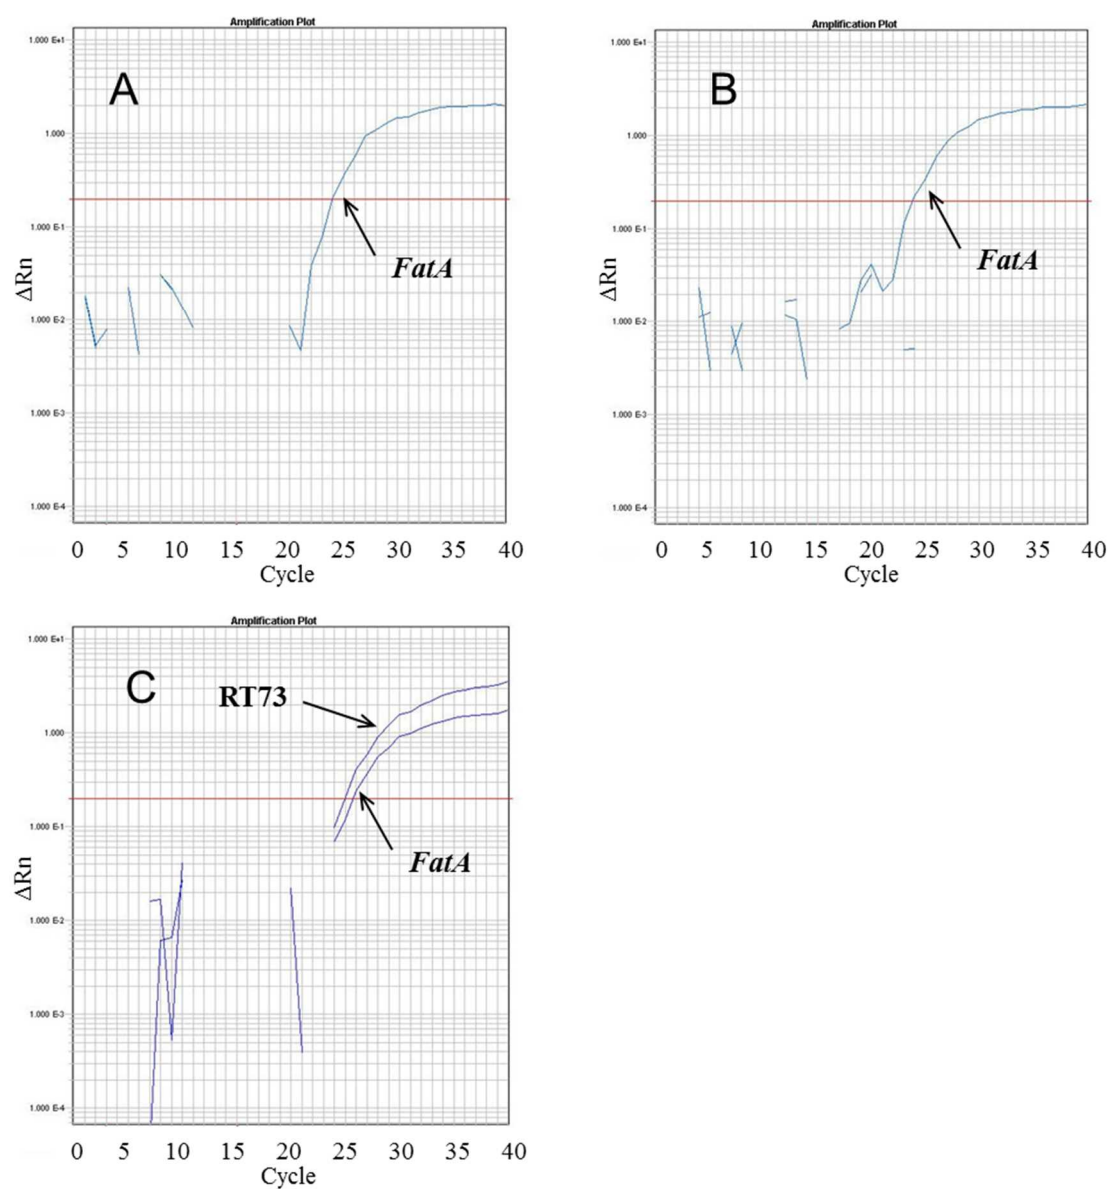 Amplification Plot
A
1.000 E+1
1.000
1.000 E-1
1.000 E-2
1.000 E-3
1.000 E-4
ΔRn
FatA
0 5 10 15 20 25 30 35 40
Cycle
Amplification Plot
B
1.000 E+1
1.000
1.000 E-1
1.000 E-2
1.000 E-3
1.000 E-4
ΔRn
FatA
0 5 10 15 20 25 30 35 40
Cycle
Amplification Plot
C
1.000 E+1
RT73
1.000
1.000 E-1
FatA
ΔRn
1.000 E-2
1.000 E-3
1.000 E-4
0 5 10 15 20 25 30 35 40
Cycle